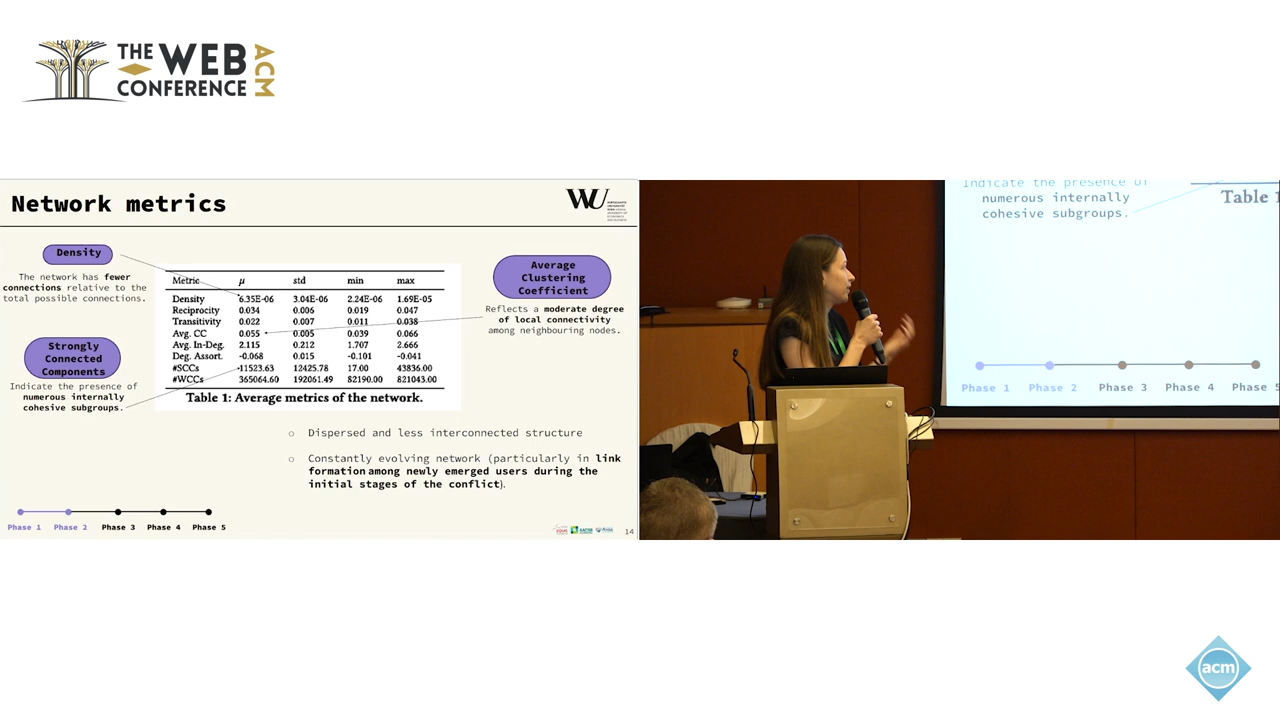 THE WEB
CONFERENCE
ACM
Network metrics
WU
Density
The network has fewer
connections relative to the
total possible connections.
Strongly
Connected
Components
Indicate the presence of
numerous internally
cohesive subgroups.
Metric μ std min max
Density 6.35E-06 3.04E-06 2.24E-06 1.69E-05
Reciprocity 0.034 0.006 0.019 0.047
Transitivity 0.022 0.007 0.011 0.038
Avg. CC 0.055 0.005 0.039 0.066
Avg. In-Deg. 2.115 0.212 1.707 2.666
Deg. Assort. -0.068 0.015 -0.101 -0.041
#SCCs 11523.63 12425.78 17.00 43836.00
#WCCs 365064.60 192061.49 82190.00 821043.00
Table 1: Average metrics of the network.
Average
Clustering
Coefficient
Reflects a moderate degree
of local connectivity
among neighbouring nodes.
○ Dispersed and less interconnected structure
○ Constantly evolving network (particularly in link
formation among newly emerged users during the
initial stages of the conflict).
Phase 1 Phase 2 Phase 3 Phase 4 Phase 5
14
Indicate the presence of
numerous internally
cohesive subgroups.
Table 1
Phase 1 Phase 2 Phase 3 Phase 4 Phase 5
acm